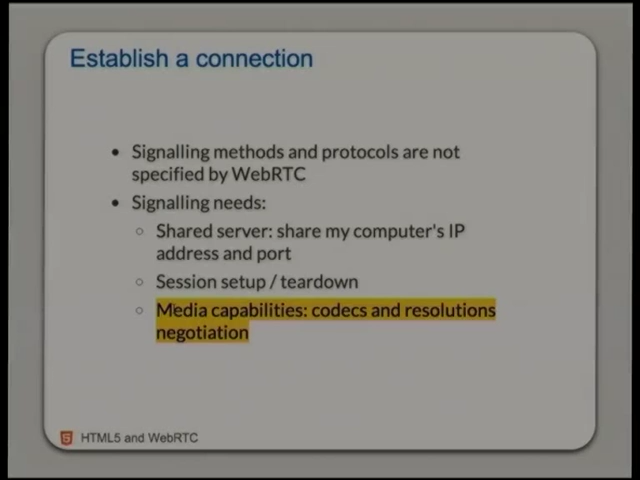 Establish a connection
Signalling methods and protocols are not
specified by WebRTC
Signalling needs:
Shared server: share my computer's IP
address and port
Session setup / teardown
Media capabilities: codecs and resolutions
negotiation
HTML5 and WebRTC